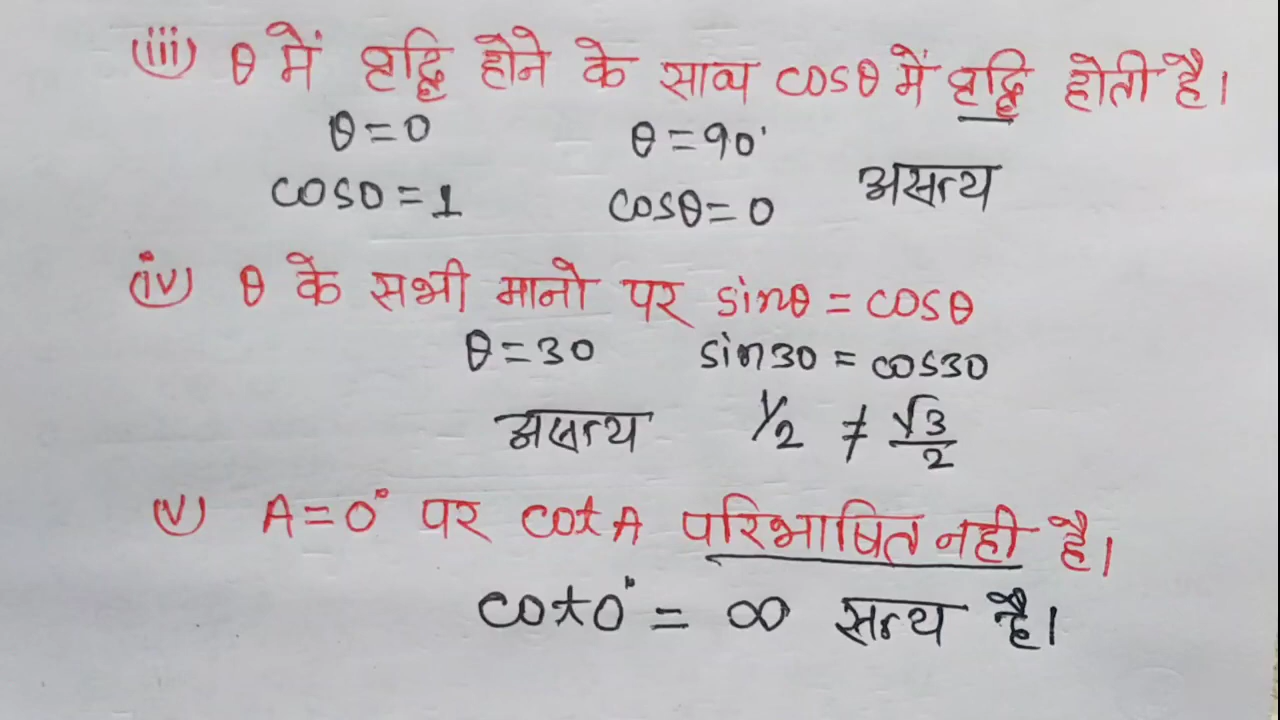 (iii) θ में वृद्धि होने के साथ cosθ में वृद्धि होती है।
θ = 0 θ = 90°
cos0 = 1 cosθ = 0 असत्य
(iv) θ के सभी मानो पर sinθ = cosθ
θ = 30 sin30 = cos30
असत्य 1/2 ≠ √3/2
(v) A = 0° पर cot A परिभाषित नही है।
cot0° = ∞ सत्य है।